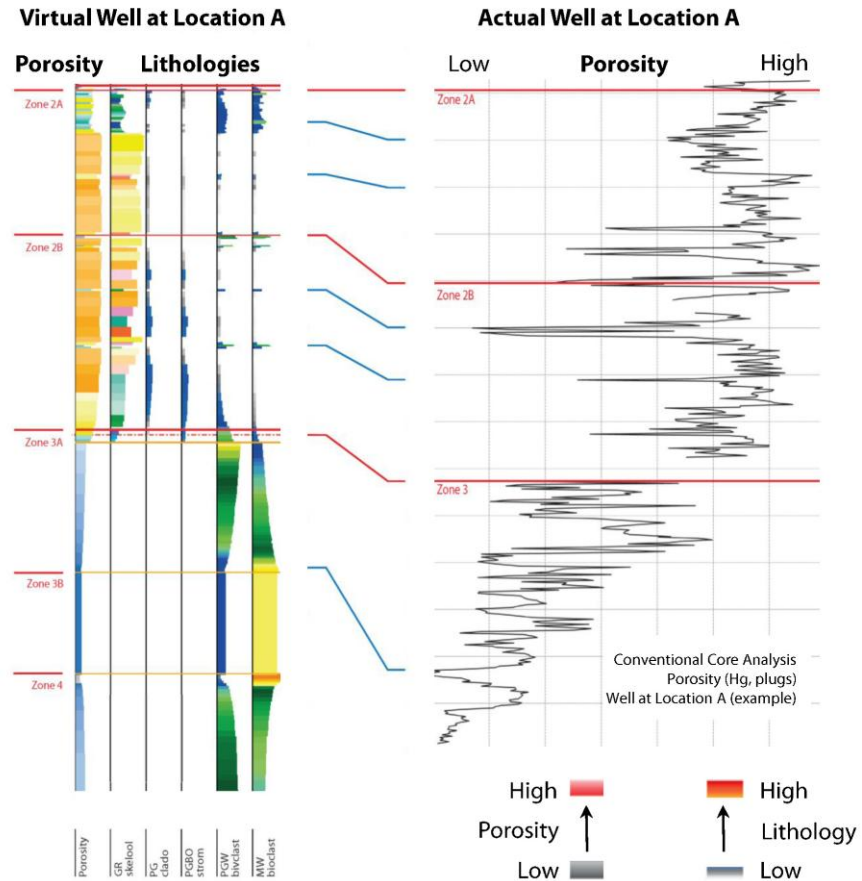 Virtual Well at Location A
Actual Well at Location A
Porosity
Lithologies
Low
Porosity
High
Zone 2A
Zone 2B
Zone 3A
Zone 3B
Zone 4
Zone 2A
Zone 2B
Zone 3
Conventional Core Analysis
Porosity (Hg, plugs)
Well at Location A (example)
Porosity
GR
skelool
PG
clado
PGBO
strom
PGW
bivclast
MW
bioclast
High
Porosity
Low
High
Lithology
Low